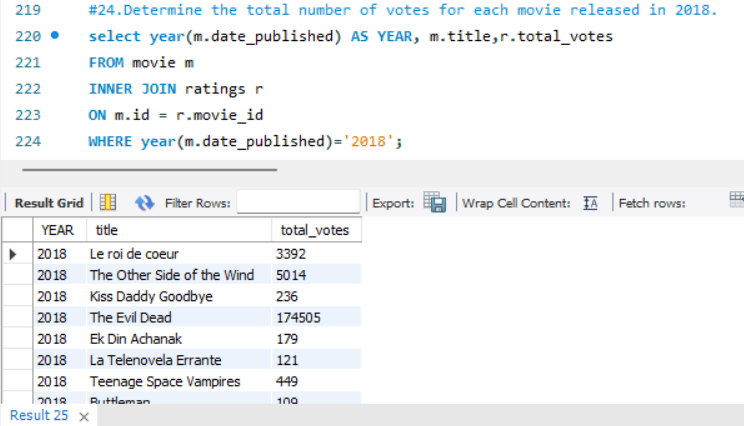 219 #24.Determine the total number of votes for each movie released in 2018.
220 select year(m.date_published) AS YEAR, m.title,r.total_votes
221 FROM movie m
222 INNER JOIN ratings r
223 ON m.id = r.movie_id
224 WHERE year(m.date_published)='2018';
Result Grid Filter Rows: Export: Wrap Cell Content: IA Fetch rows:
YEAR title total_votes
2018 Le roi de coeur 3392
2018 The Other Side of the Wind 5014
2018 Kiss Daddy Goodbye 236
2018 The Evil Dead 174505
2018 Ek Din Achanak 179
2018 La Telenovela Errante 121
2018 Teenage Space Vampires 449
2018 Buttleman 109
Result 25 ×